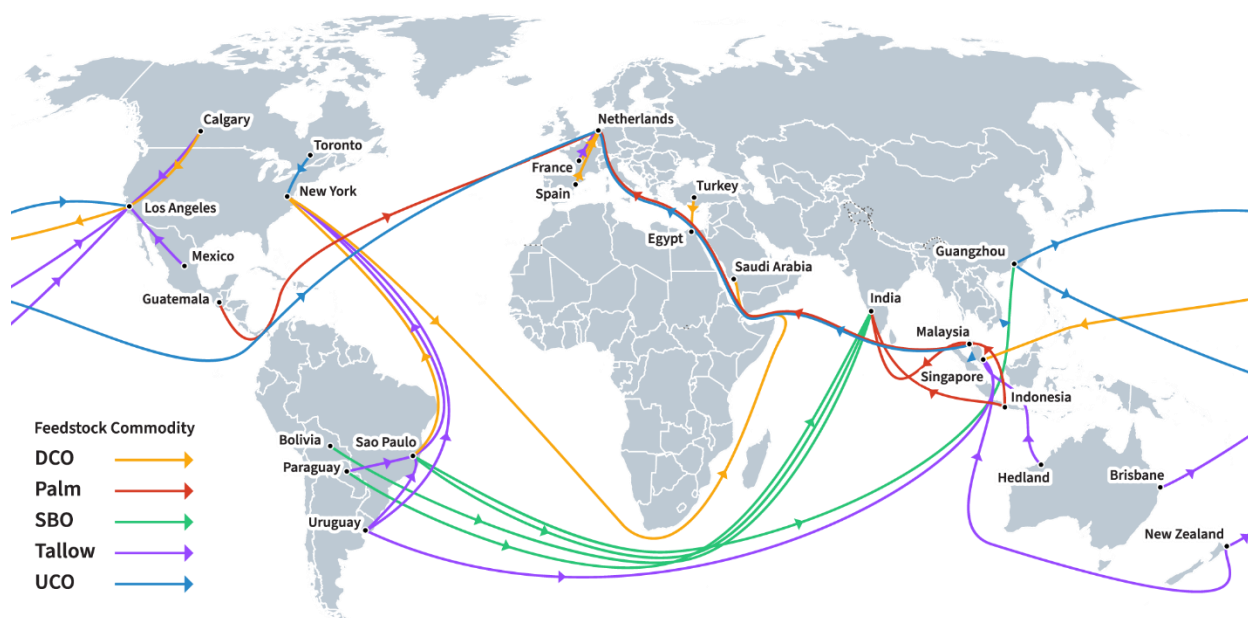 Calgary
Toronto
New York
Los Angeles
Mexico
Guatemala
Netherlands
France
Spain
Turkey
Egypt
Saudi Arabia
Guangzhou
India
Malaysia
Singapore
Indonesia
Bolivia
Sao Paulo
Paraguay
Uruguay
Hedland
Brisbane
New Zealand
Feedstock Commodity
DCO
Palm
SBO
Tallow
UCO